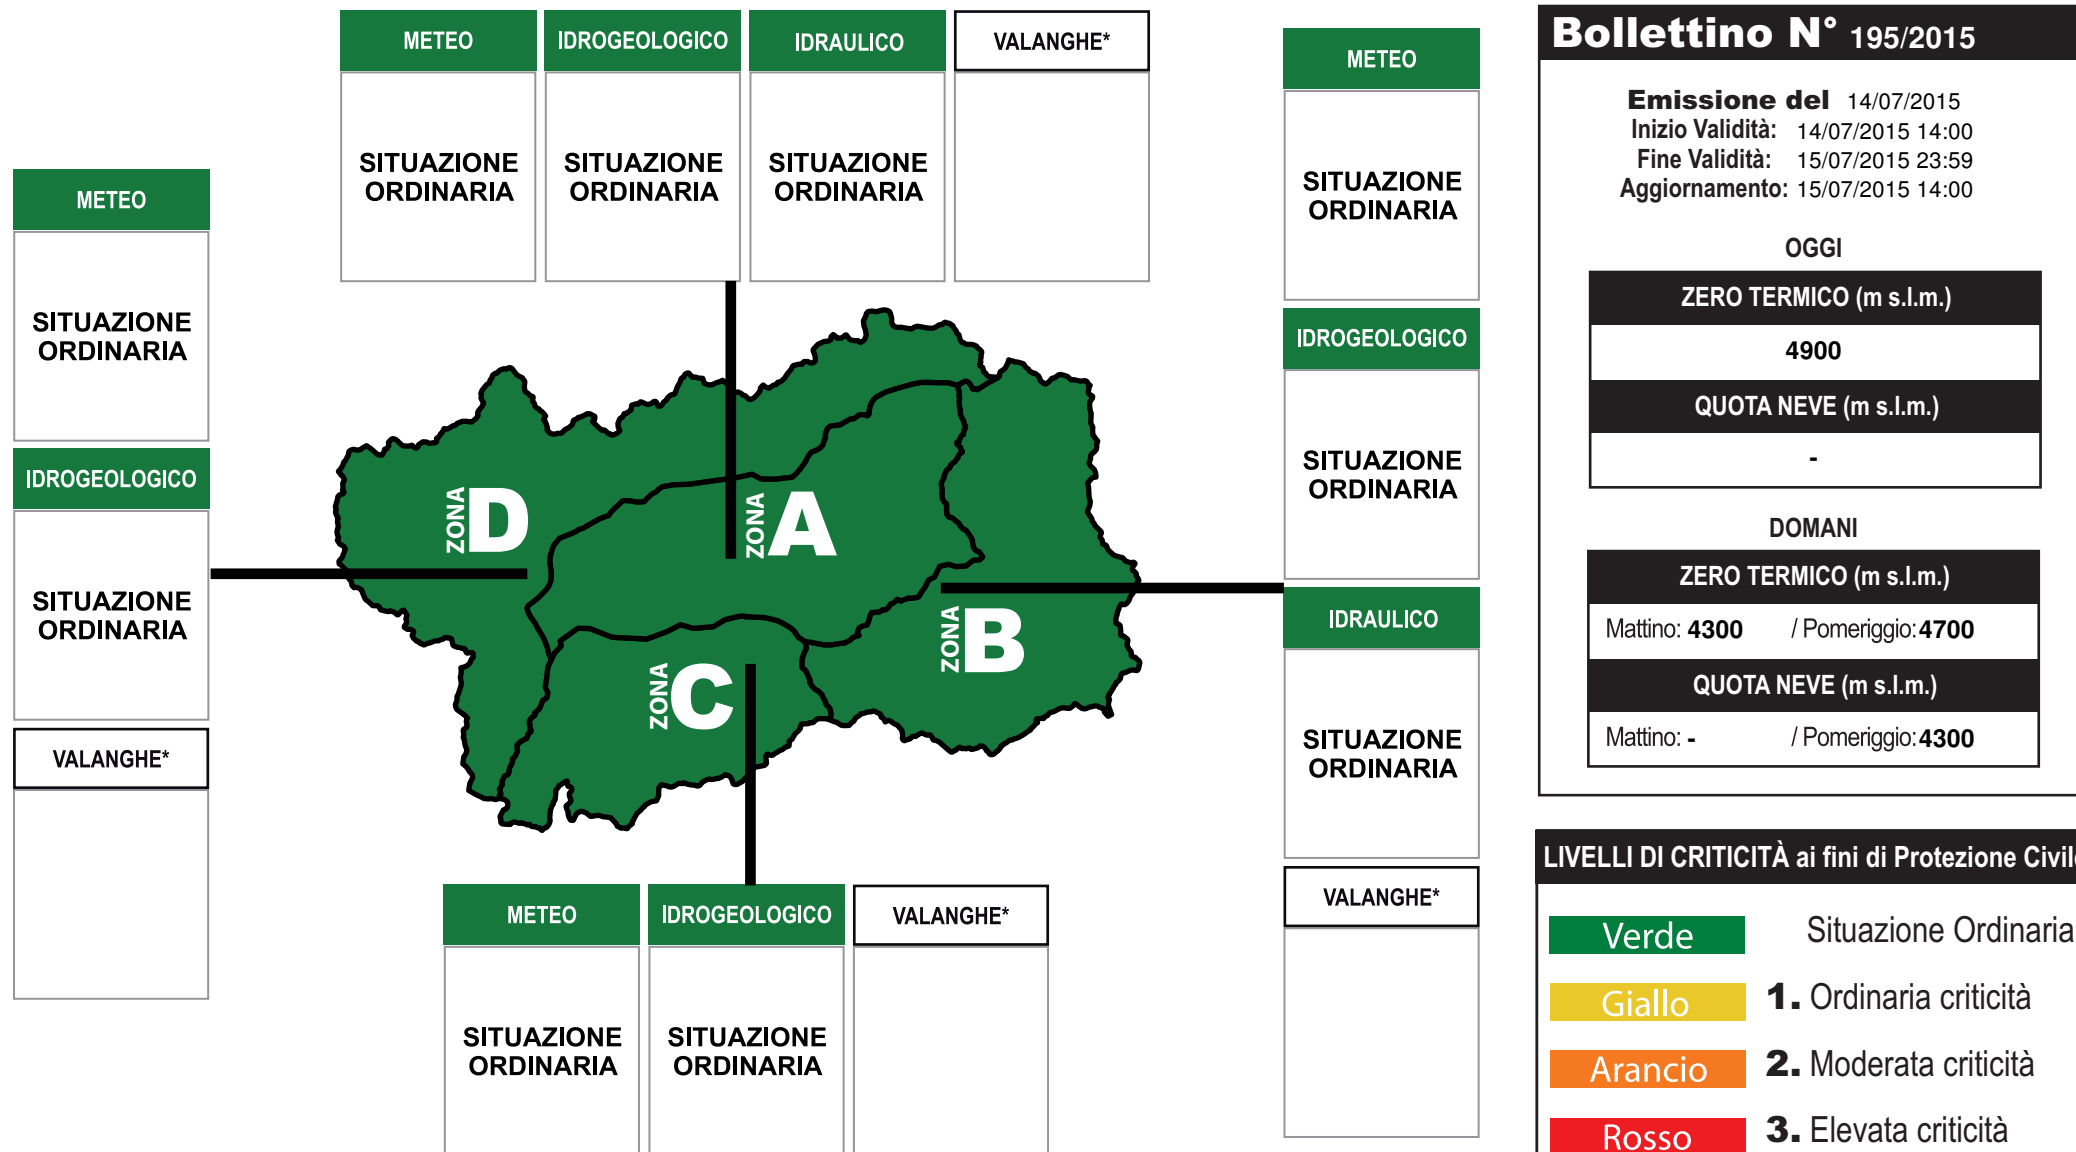 METEO
IDROGEOLOGICO
IDRAULICO
VALANGHE*
SITUAZIONE
ORDINARIA
SITUAZIONE
ORDINARIA
SITUAZIONE
ORDINARIA
METEO
SITUAZIONE
ORDINARIA
IDROGEOLOGICO
SITUAZIONE
ORDINARIA
VALANGHE*
ZONA D
ZONA A
ZONA B
ZONA C
METEO
SITUAZIONE
ORDINARIA
IDROGEOLOGICO
SITUAZIONE
ORDINARIA
IDRAULICO
SITUAZIONE
ORDINARIA
VALANGHE*
METEO
IDROGEOLOGICO
VALANGHE*
SITUAZIONE
ORDINARIA
SITUAZIONE
ORDINARIA
Bollettino N° 195/2015
Emissione del 14/07/2015
Inizio Validità: 14/07/2015 14:00
Fine Validità: 15/07/2015 23:59
Aggiornamento: 15/07/2015 14:00
OGGI
ZERO TERMICO (m s.l.m.)
4900
QUOTA NEVE (m s.l.m.)
-
DOMANI
ZERO TERMICO (m s.l.m.)
Mattino: 4300 / Pomeriggio: 4700
QUOTA NEVE (m s.l.m.)
Mattino: - / Pomeriggio: 4300
LIVELLI DI CRITICITÀ ai fini di Protezione Civile
Verde Situazione Ordinaria
Giallo 1. Ordinaria criticità
Arancio 2. Moderata criticità
Rosso 3. Elevata criticità